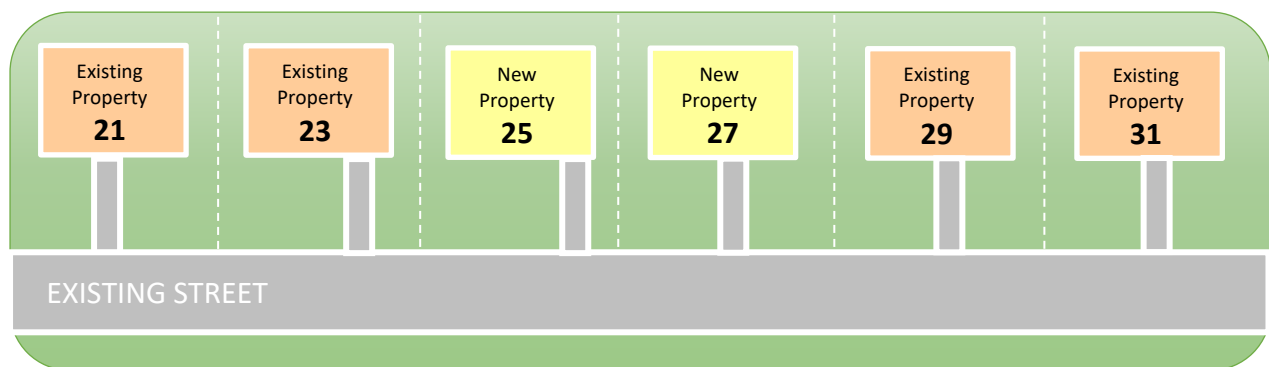 Existing
Property
21
Existing
Property
23
New
Property
25
New
Property
27
Existing
Property
29
Existing
Property
31
EXISTING STREET